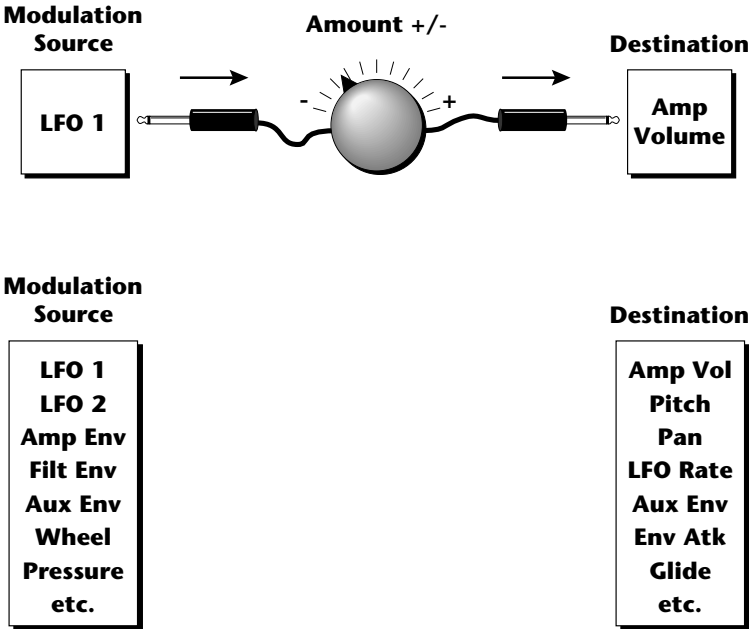 Modulation
Source
Amount +/-
Destination
LFO 1
- +
Amp
Volume
Modulation
Source
LFO 1
LFO 2
Amp Env
Filt Env
Aux Env
Wheel
Pressure
etc.
Destination
Amp Vol
Pitch
Pan
LFO Rate
Aux Env
Env Atk
Glide
etc.